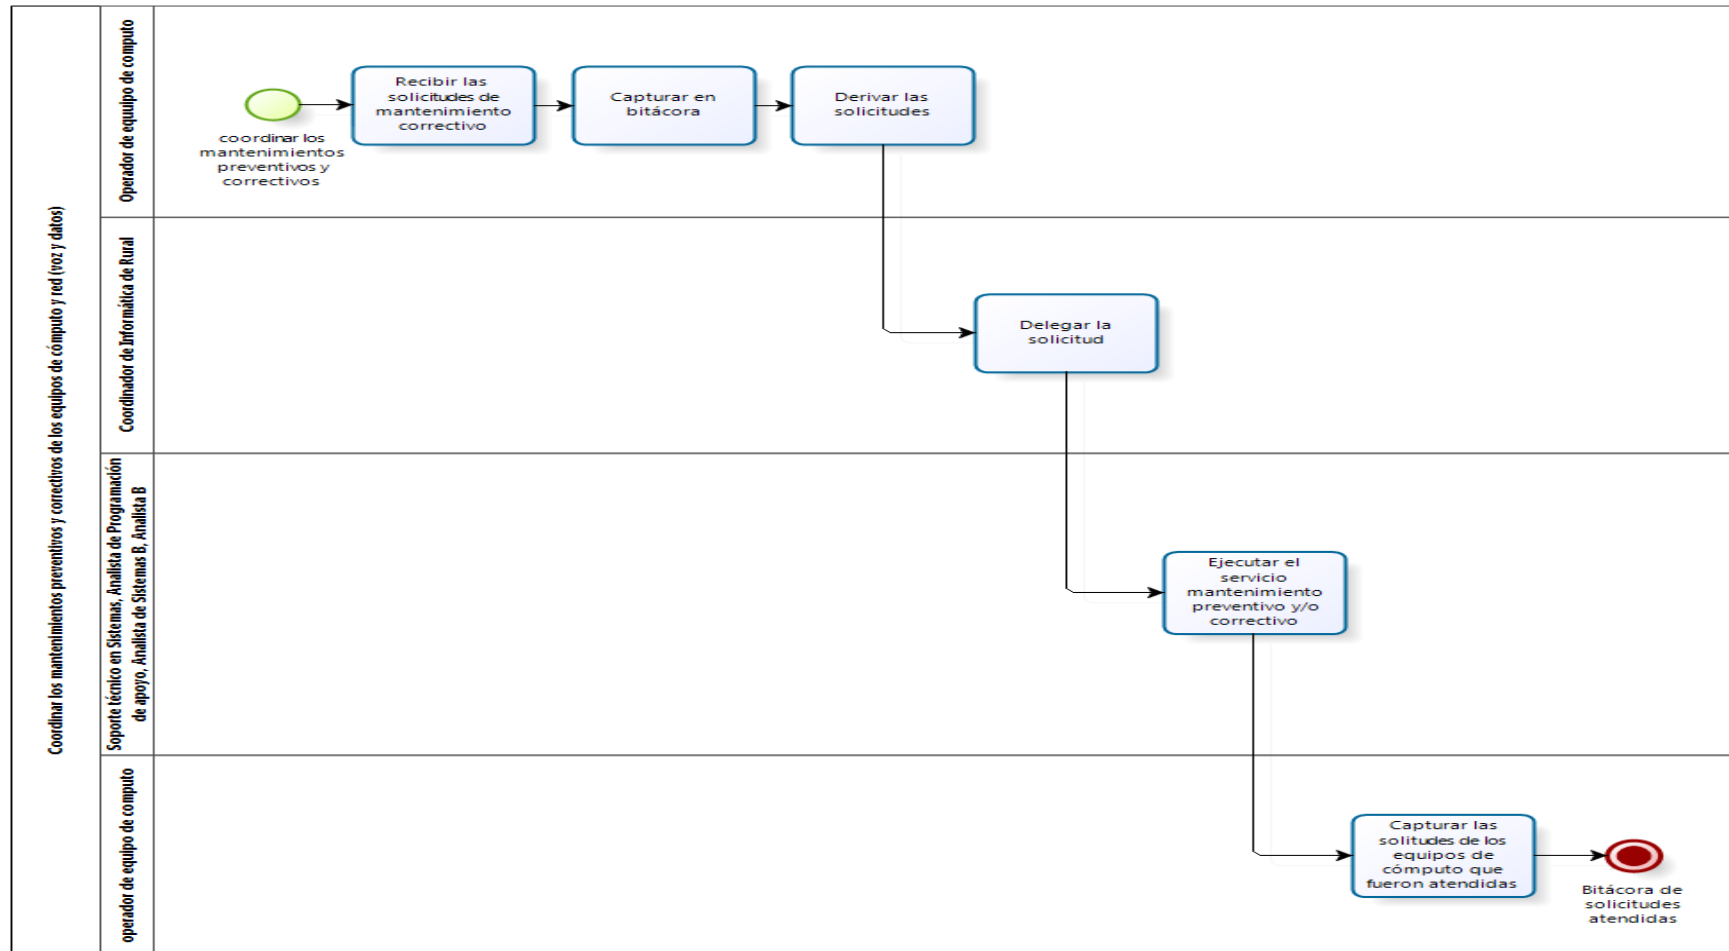 Coordinar los mantenimientos preventivos y correctivos de los equipos de cómputo y red (voz y datos)
Operador de equipo de computo
coordinar los
mantenimientos
preventivos y
correctivos
Recibir las
solicitudes de
mantenimiento
correctivo
Capturar en
bitácora
Derivar las
solicitudes
Coordinador de Informática de Rural
Delegar la
solicitud
Soporte técnico en Sistemas, Analista de Programación
de apoyo, Analista de Sistemas B, Analista B
Ejecutar el
servicio
mantenimiento
preventivo y/o
correctivo
operador de equipo de computo
Capturar las
solitudes de los
equipos de
cómputo que
fueron atendidas
Bitácora de
solicitudes
atendidas